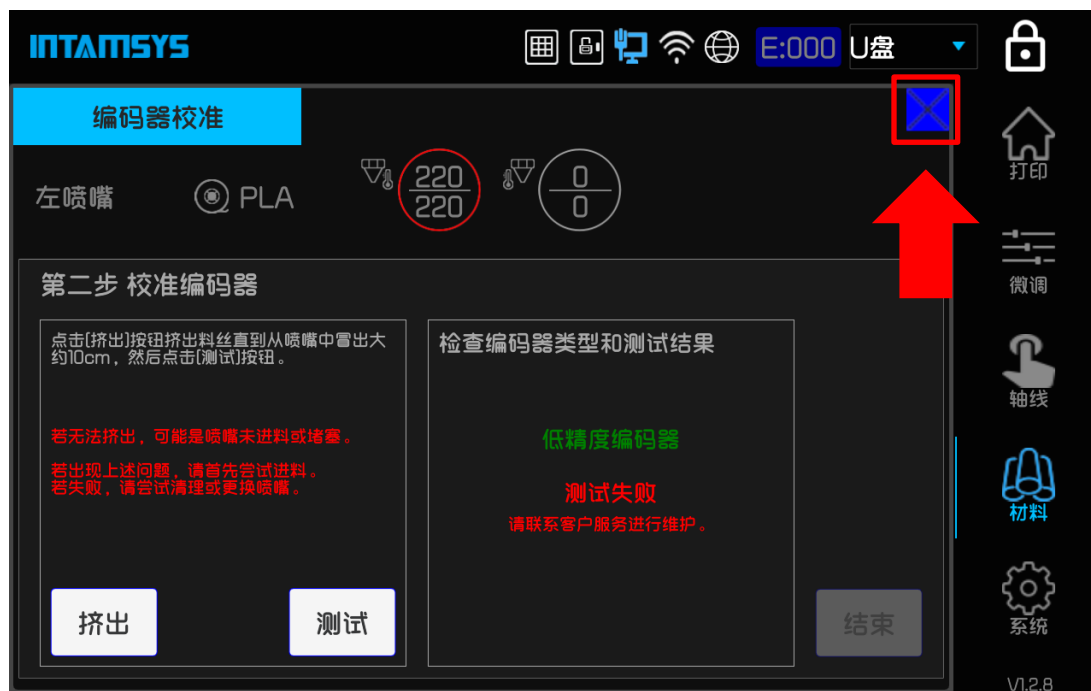 INTAMSYS
E:000 U盘
编码器校准
打印
左喷嘴 PLA 220 220 0 0
微调
第二步 校准编码器
点击[挤出]按钮挤出料丝直到从喷嘴中冒出大
约10cm，然后点击[测试]按钮。
若无法挤出，可能是喷嘴未进料或堵塞。
若出现上述问题，请首先尝试进料。
若失败，请尝试清理或更换喷嘴。
挤出
测试
检查编码器类型和测试结果
低精度编码器
测试失败
请联系客户服务进行维护。
结束
轴线
材料
系统
V1.2.8